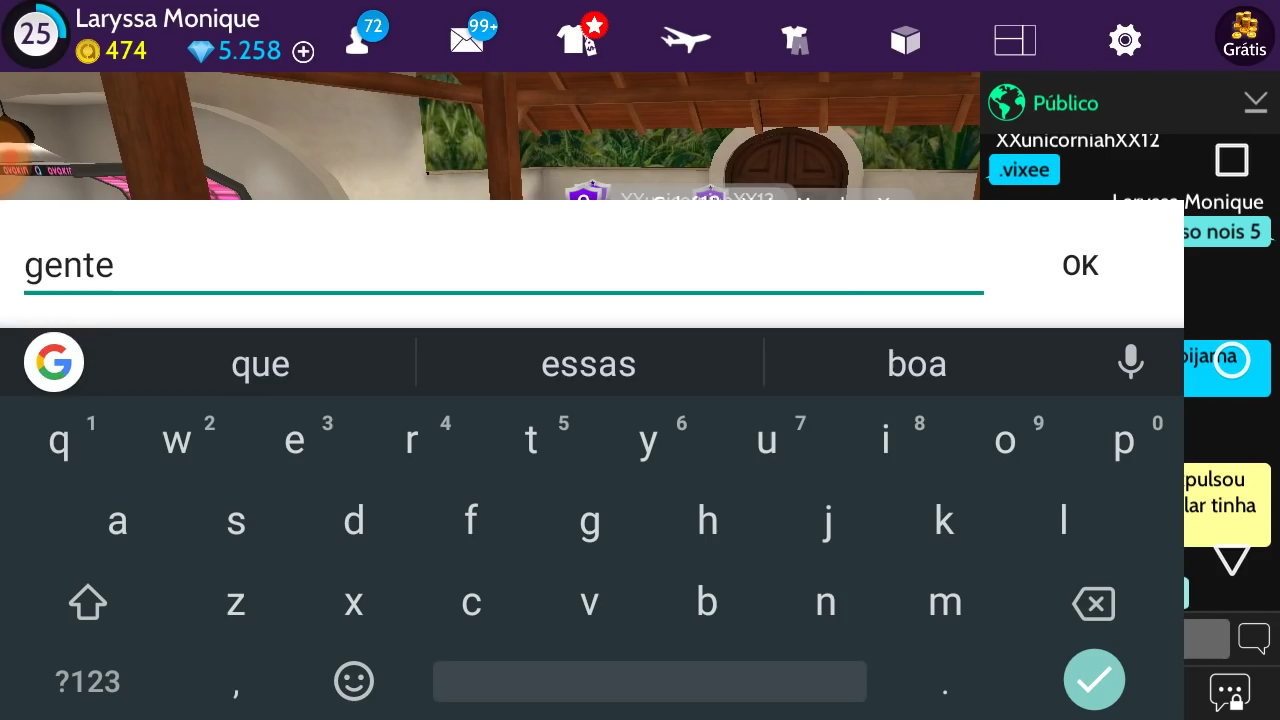 25
Laryssa Monique
474
5.258
72
99+
Grátis
Público
XXunicorniahXX12
.vixee
Laryssa Monique
so nois 5
gente
OK
que essas boa
pijama
q 1 w 2 e 3 r 4 t 5 y 6 u 7 i 8 o 9 p 0
pulsou
lar tinha
a s d f g h j k l
z x c v b n m
?123 , .